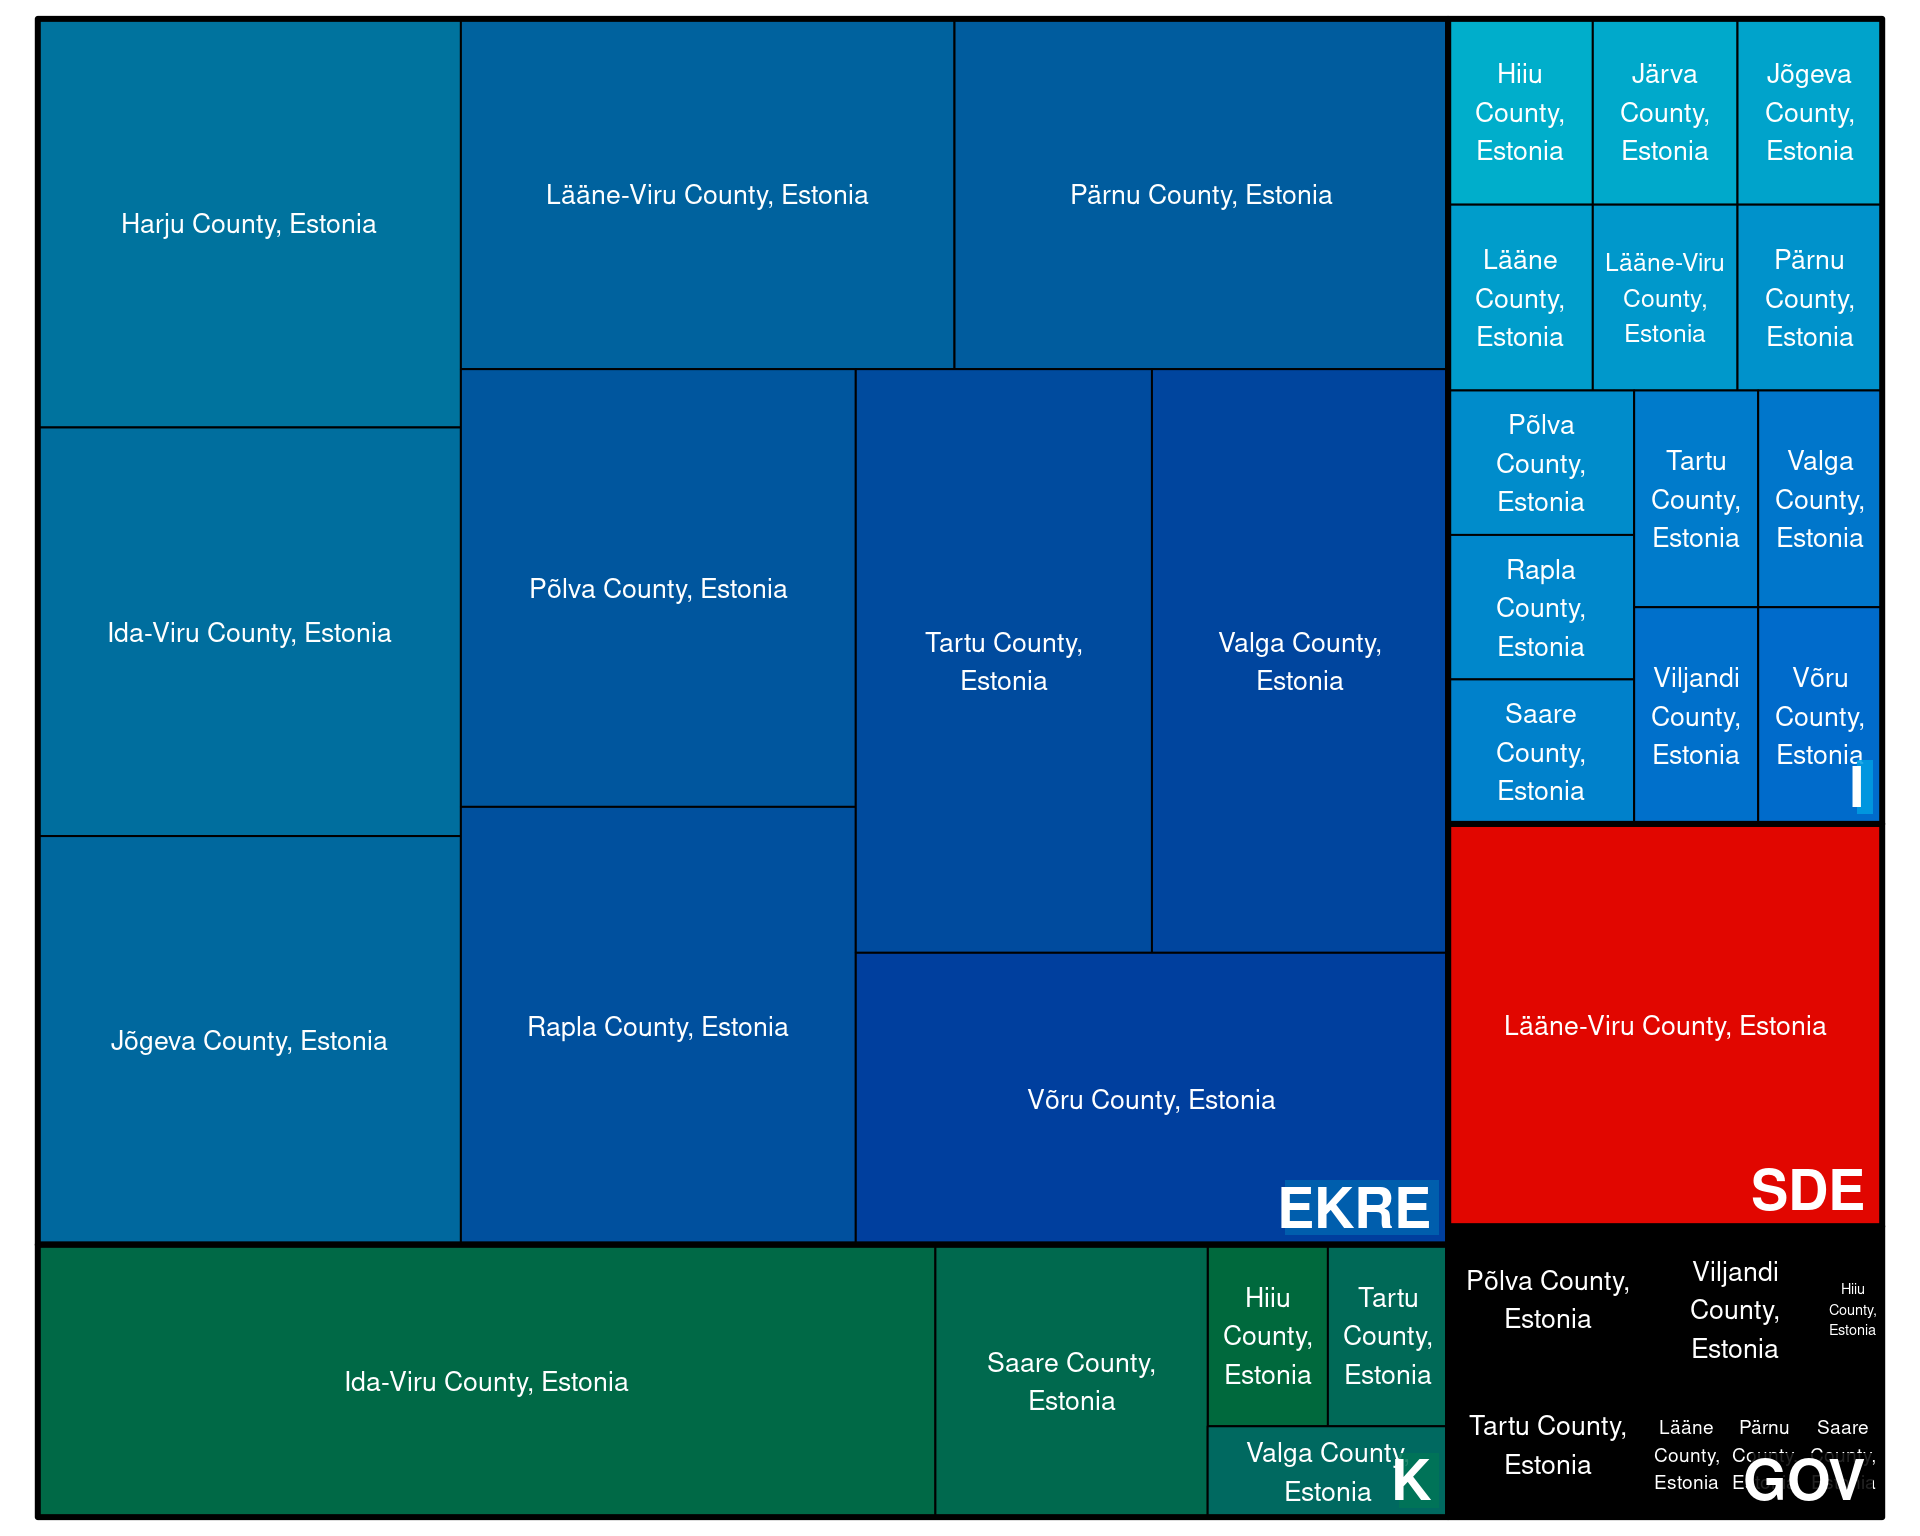 Harju County, Estonia
Ida-Viru County, Estonia
Jõgeva County, Estonia
Lääne-Viru County, Estonia
Pärnu County, Estonia
Põlva County, Estonia
Rapla County, Estonia
Tartu County,
Estonia
Valga County,
Estonia
Võru County, Estonia
EKRE
Hiiu
County,
Estonia
Järva
County,
Estonia
Jõgeva
County,
Estonia
Lääne
County,
Estonia
Lääne-Viru
County,
Estonia
Pärnu
County,
Estonia
Põlva
County,
Estonia
Rapla
County,
Estonia
Saare
County,
Estonia
Tartu
County,
Estonia
Valga
County,
Estonia
Viljandi
County,
Estonia
Võru
County,
Estonia
I
Lääne-Viru County, Estonia
SDE
Ida-Viru County, Estonia
Saare County,
Estonia
Hiiu
County,
Estonia
Tartu
County,
Estonia
Valga County,
Estonia
K
Põlva County,
Estonia
Viljandi
County,
Estonia
Hiiu
County,
Estonia
Tartu County,
Estonia
Lääne
County,
Estonia
Pärnu
County
Saare
County,
GOV